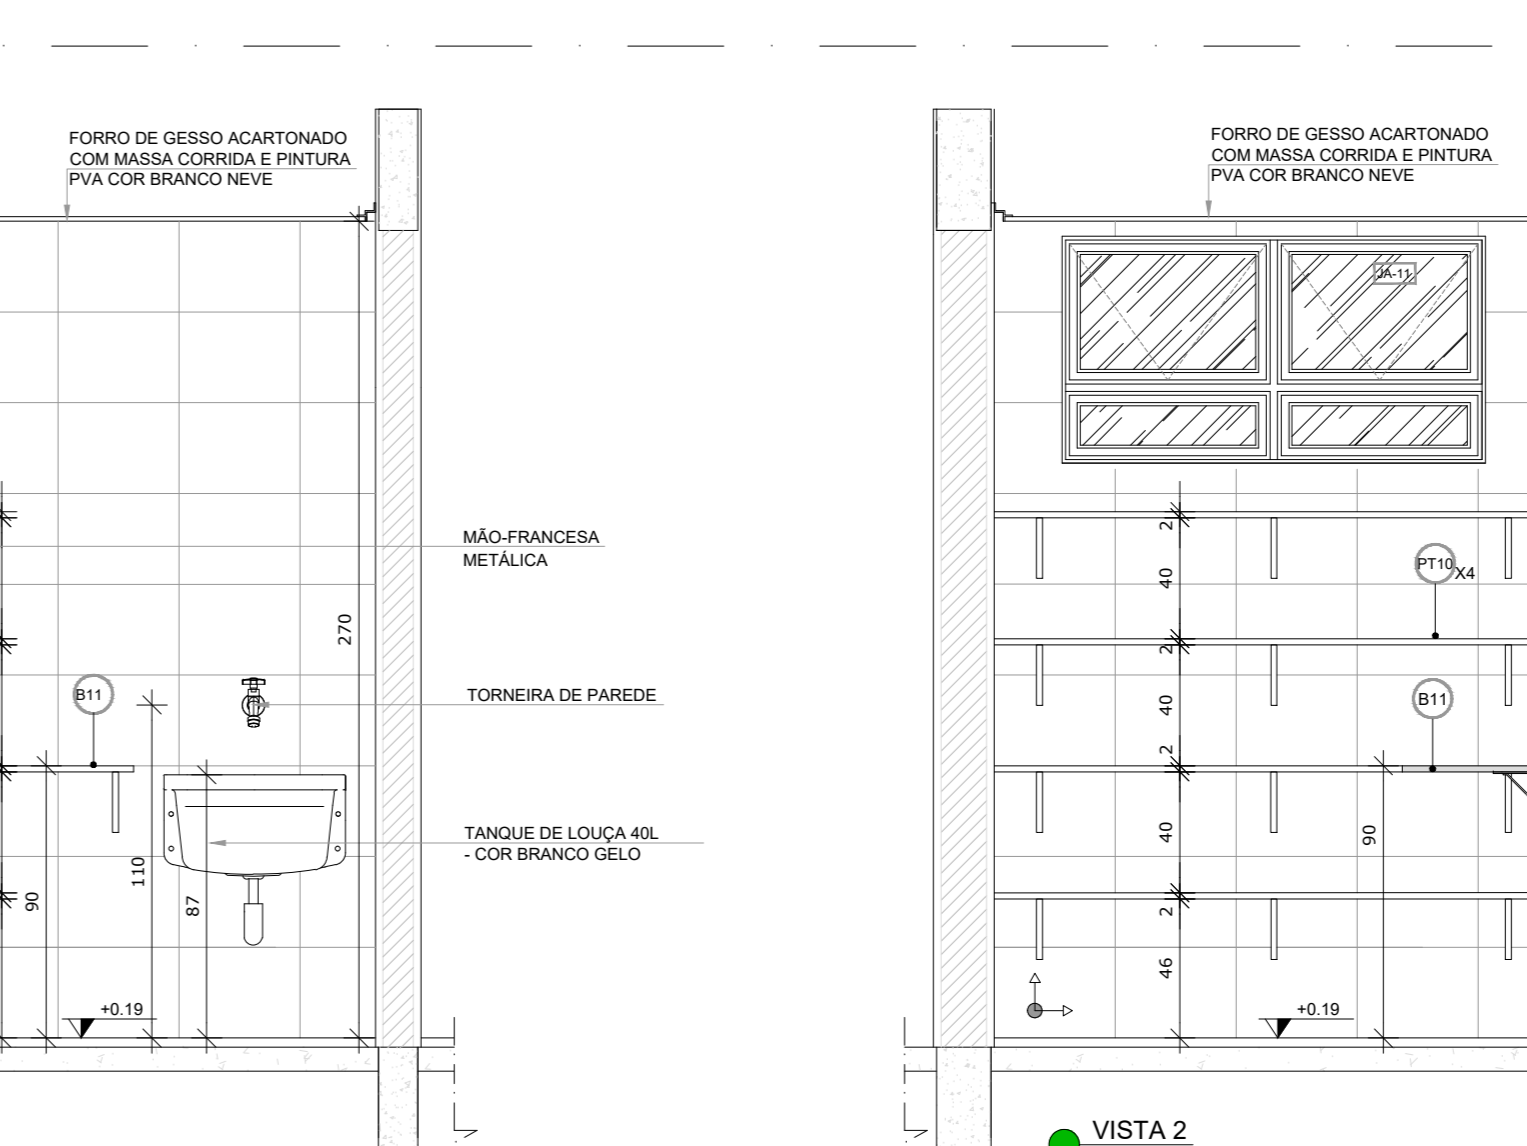 FORRO DE GESSO ACARTONADO
COM MASSA CORRIDA E PINTURA
PVA COR BRANCO NEVE
FORRO DE GESSO ACARTONADO
COM MASSA CORRIDA E PINTURA
PVA COR BRANCO NEVE
JA-11
MÃO-FRANCESA
METÁLICA
270
TORNEIRA DE PAREDE
B11
TANQUE DE LOUÇA 40L
- COR BRANCO GELO
110
90
87
+0.19
2
40
PT10
X4
2
40
B11
2
40
90
2
46
+0.19
VISTA 2